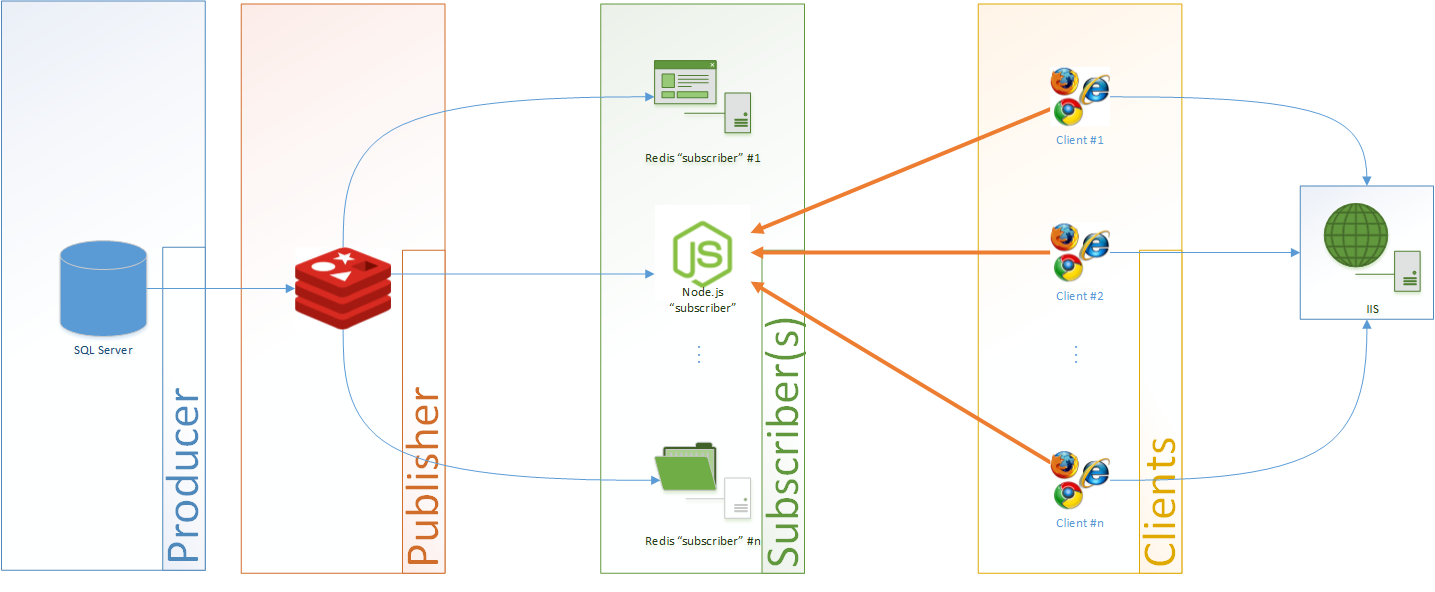 SQL Server
Producer
Publisher
Redis “subscriber” #1
JS
Node.js
“subscriber”
Redis “subscriber” #n
Subscriber(s)
Client #1
Client #2
Client #n
Clients
IIS